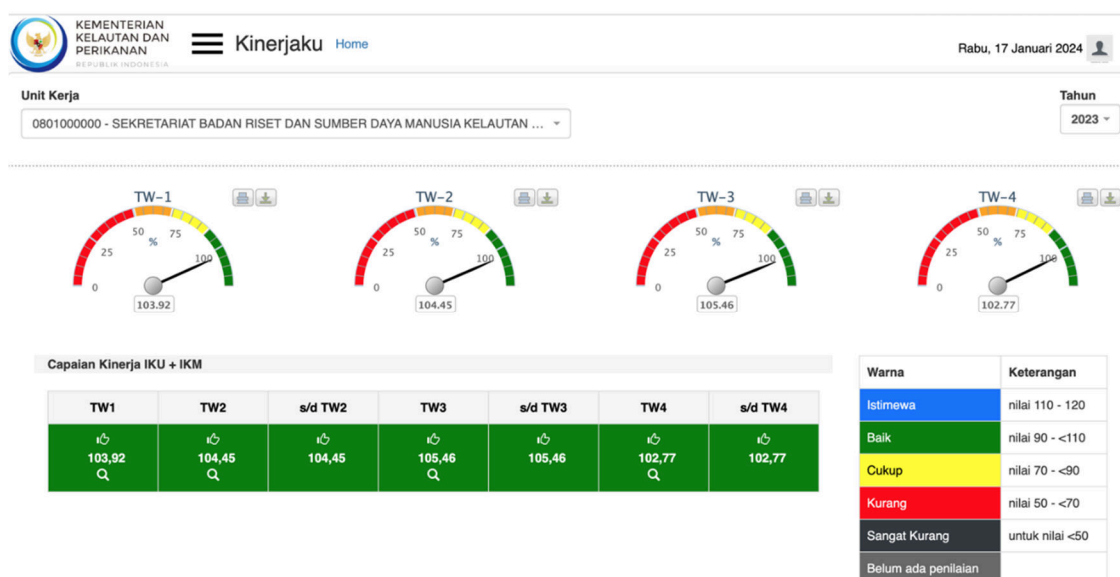 KEMENTERIAN
KELAUTAN DAN
PERIKANAN
REPUBLIK INDONESIA
Kinerjaku Home
Rabu, 17 Januari 2024
Unit Kerja
Tahun
0801000000 - SEKRETARIAT BADAN RISET DAN SUMBER DAYA MANUSIA KELAUTAN ...
2023
TW-1
0 25 50 75 100
%
103.92
TW-2
0 25 50 75 100
%
104.45
TW-3
0 25 50 75 100
%
105.46
TW-4
0 25 50 75 100
%
102.77
Capaian Kinerja IKU + IKM
TW1 TW2 s/d TW2 TW3 s/d TW3 TW4 s/d TW4
103,92 104,45 104,45 105,46 105,46 102,77 102,77
Warna Keterangan
Istimewa nilai 110 - 120
Baik nilai 90 - <110
Cukup nilai 70 - <90
Kurang nilai 50 - <70
Sangat Kurang untuk nilai <50
Belum ada penilaian